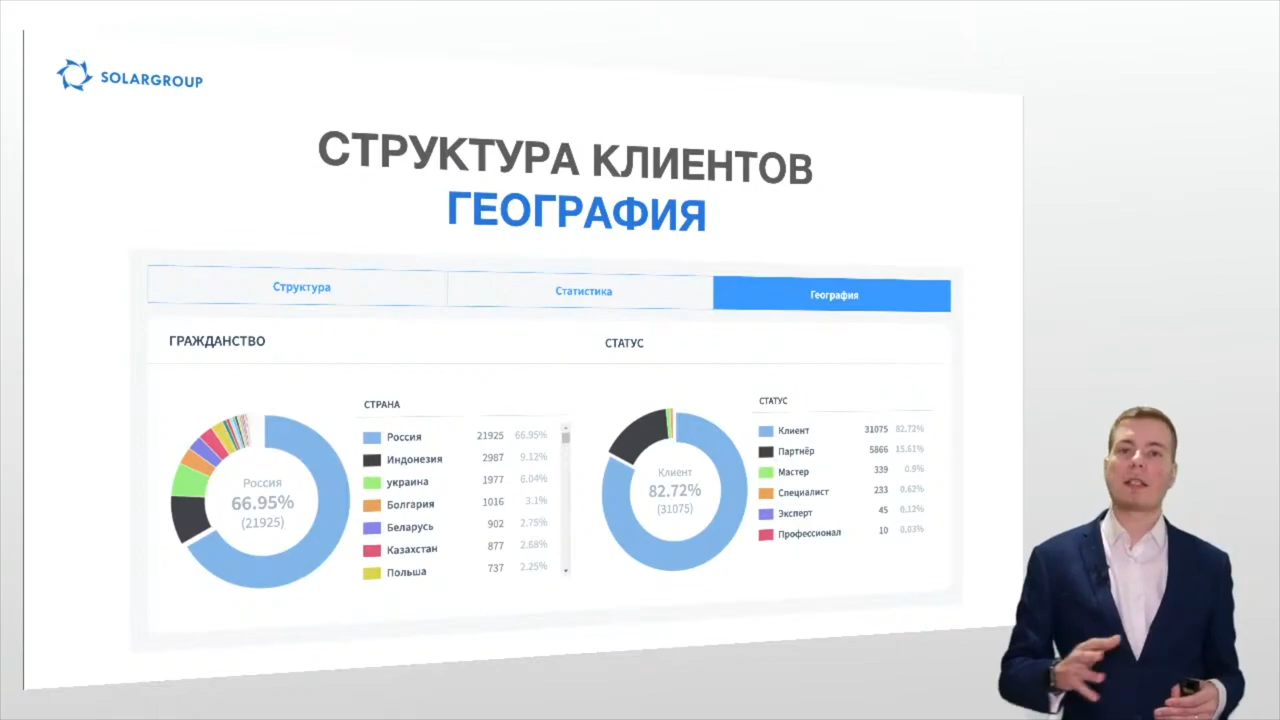 SOLARGROUP
СТРУКТУРА КЛИЕНТОВ
ГЕОГРАФИЯ
Структура Статистика География
ГРАЖДАНСТВО
СТРАНА
Россия 21925 66.95%
Индонезия 2987 9.12%
украина 1977 6.04%
Болгария 1016 3.1%
Беларусь 902 2.75%
Казахстан 877 2.68%
Польша 737 2.25%
Россия
66.95%
(21925)
СТАТУС
СТАТУС
Клиент 31075 82.72%
Партнёр 5866 15.61%
Мастер 339 0.9%
Специалист 233 0.62%
Эксперт 45 0.12%
Профессионал 10 0.03%
Клиент
82.72%
(31075)